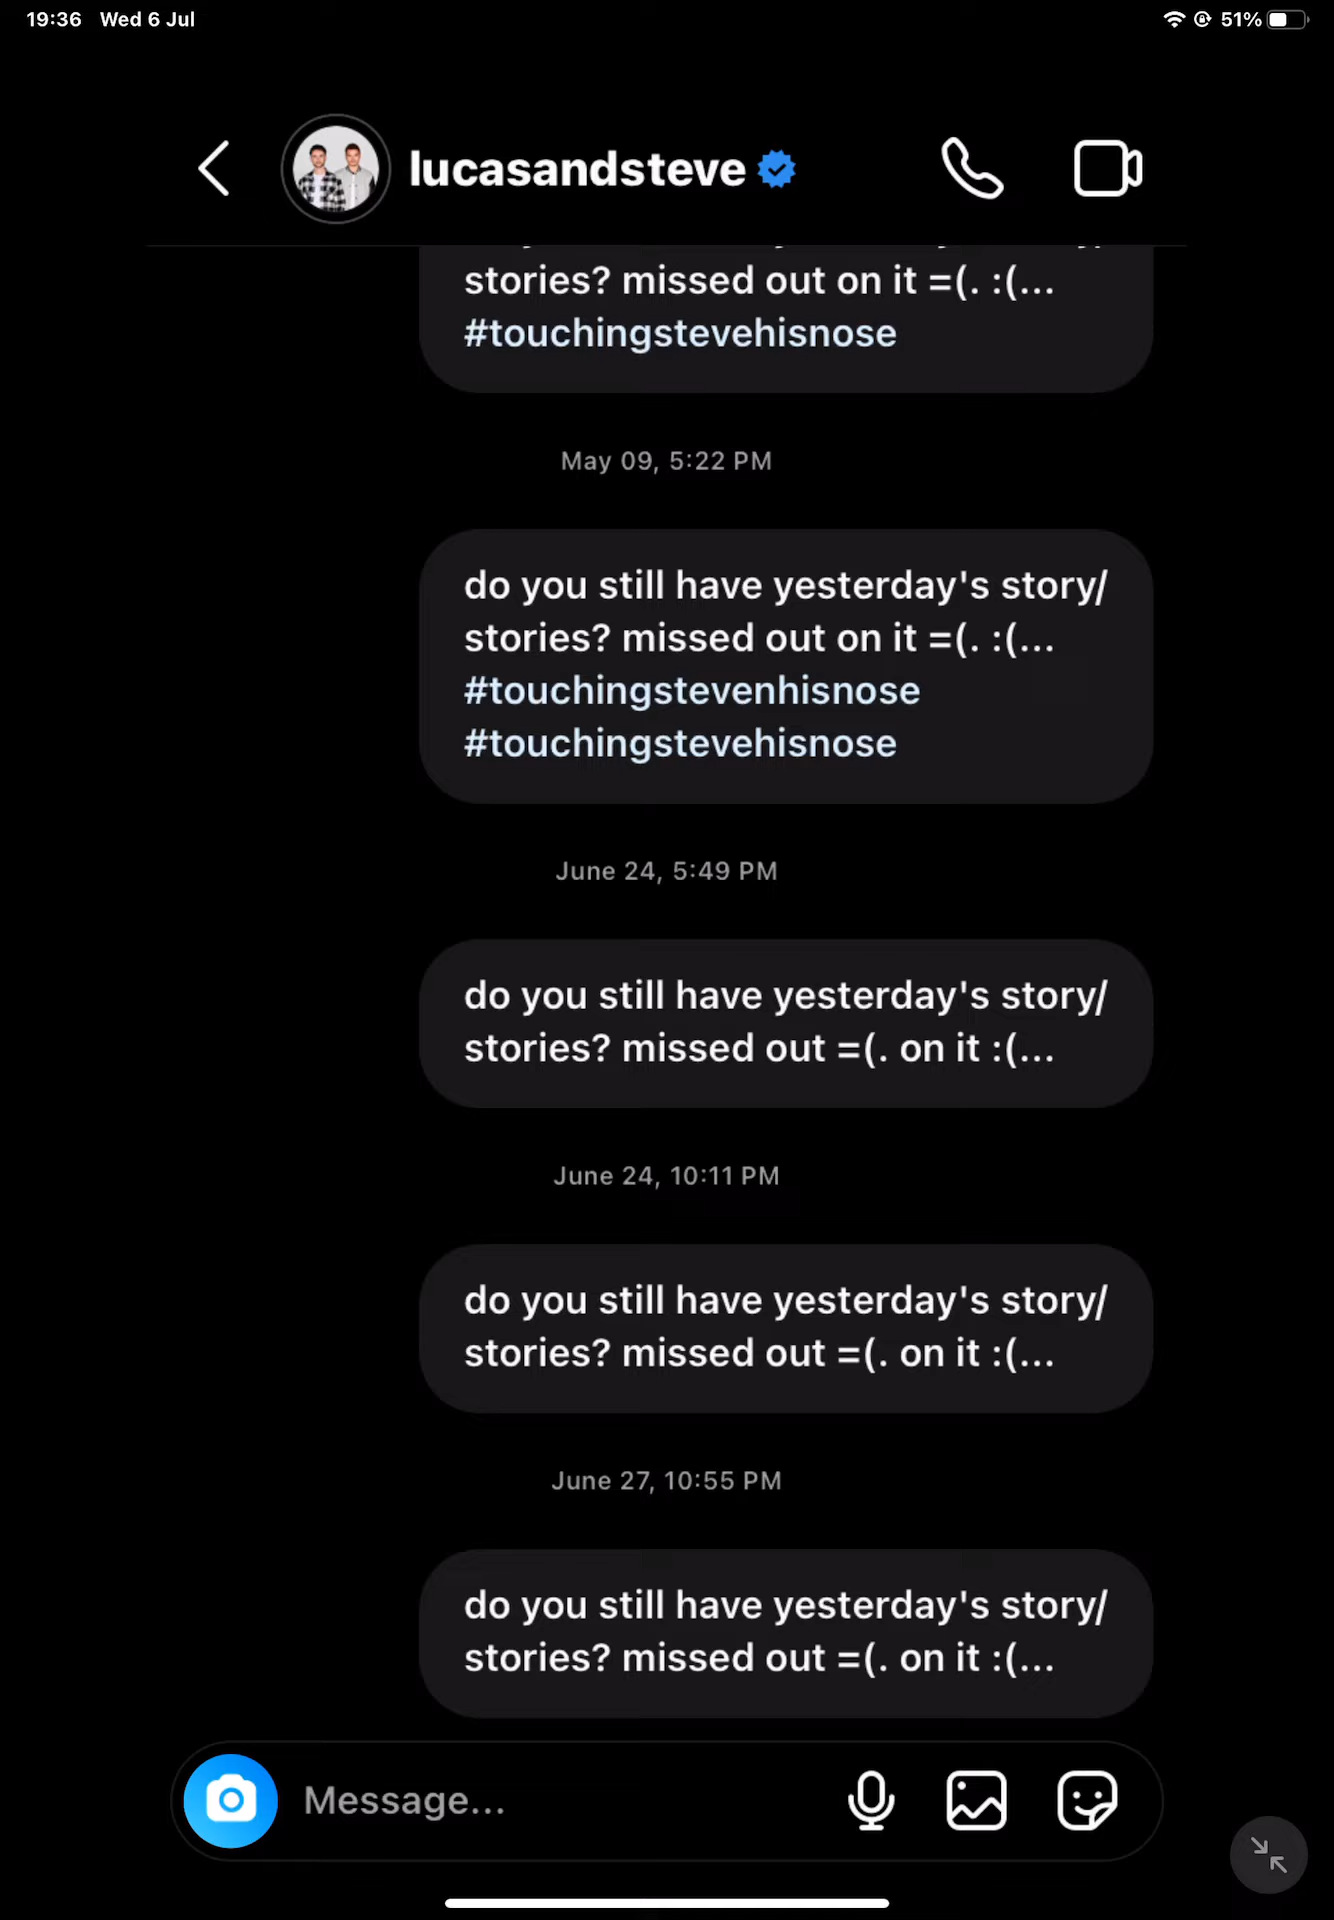 19:36 Wed 6 Jul 51%
lucasandsteve
stories? missed out on it =(. :(...
#touchingstevehisnose
May 09, 5:22 PM
do you still have yesterday's story/
stories? missed out on it =(. :(...
#touchingstevenhisnose
#touchingstevehisnose
June 24, 5:49 PM
do you still have yesterday's story/
stories? missed out =(. on it :(...
June 24, 10:11 PM
do you still have yesterday's story/
stories? missed out =(. on it :(...
June 27, 10:55 PM
do you still have yesterday's story/
stories? missed out =(. on it :(...
Message...